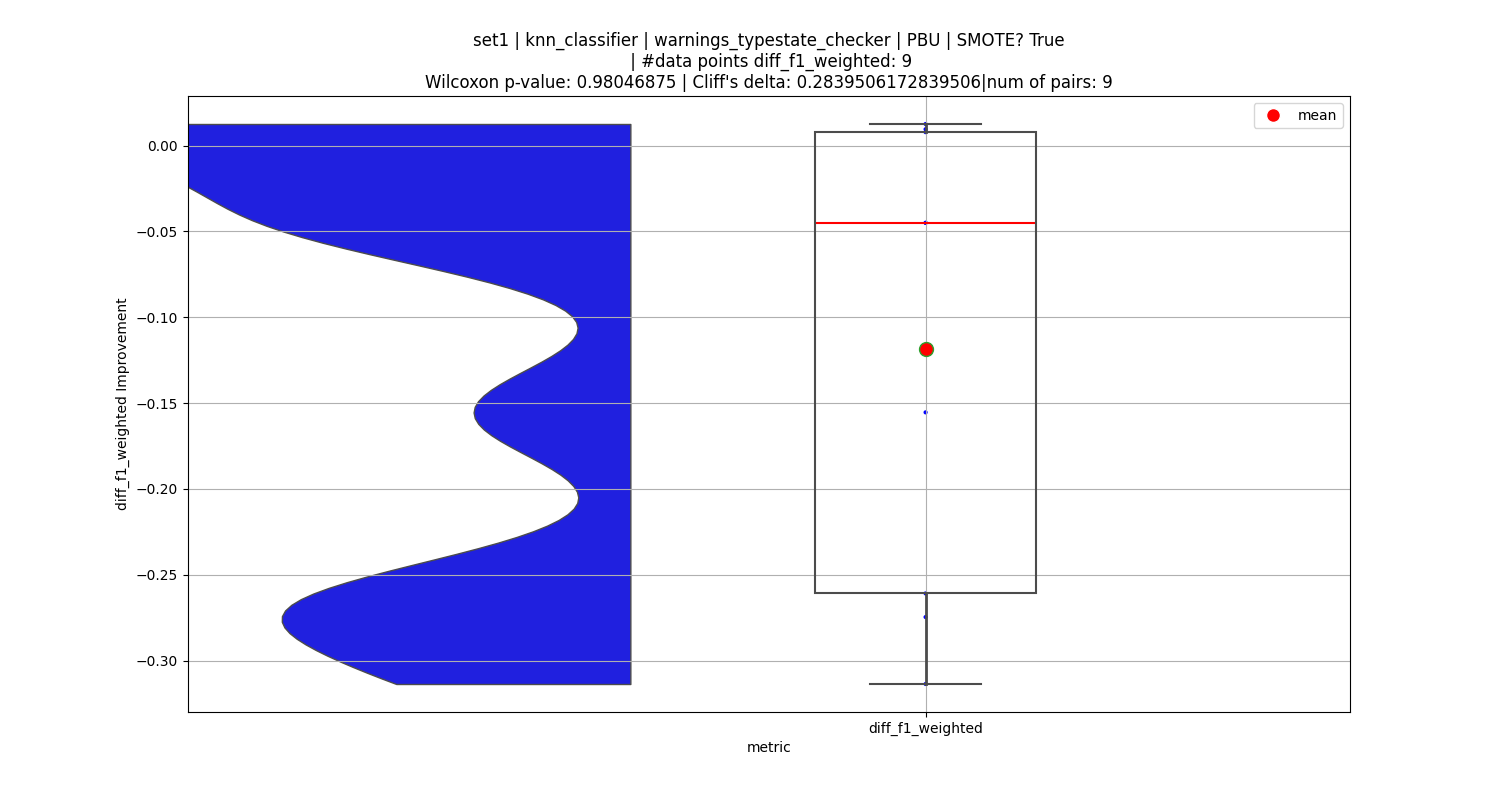 set1 | knn_classifier | warnings_typestate_checker | PBU | SMOTE? True
| #data points diff_f1_weighted: 9
Wilcoxon p-value: 0.98046875 | Cliff's delta: 0.2839506172839506|num of pairs: 9
mean
0.00
−0.05
−0.10
−0.15
−0.20
−0.25
−0.30
diff_f1_weighted Improvement
diff_f1_weighted
metric